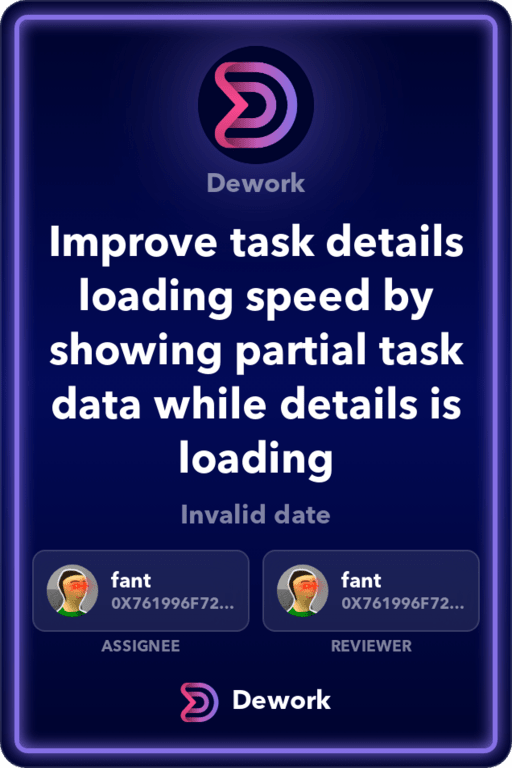 Dework
Improve task details
loading speed by
showing partial task
data while details is
loading
Invalid date
fant
0X761996F72...
ASSIGNEE
fant
0X761996F72...
REVIEWER
Dework